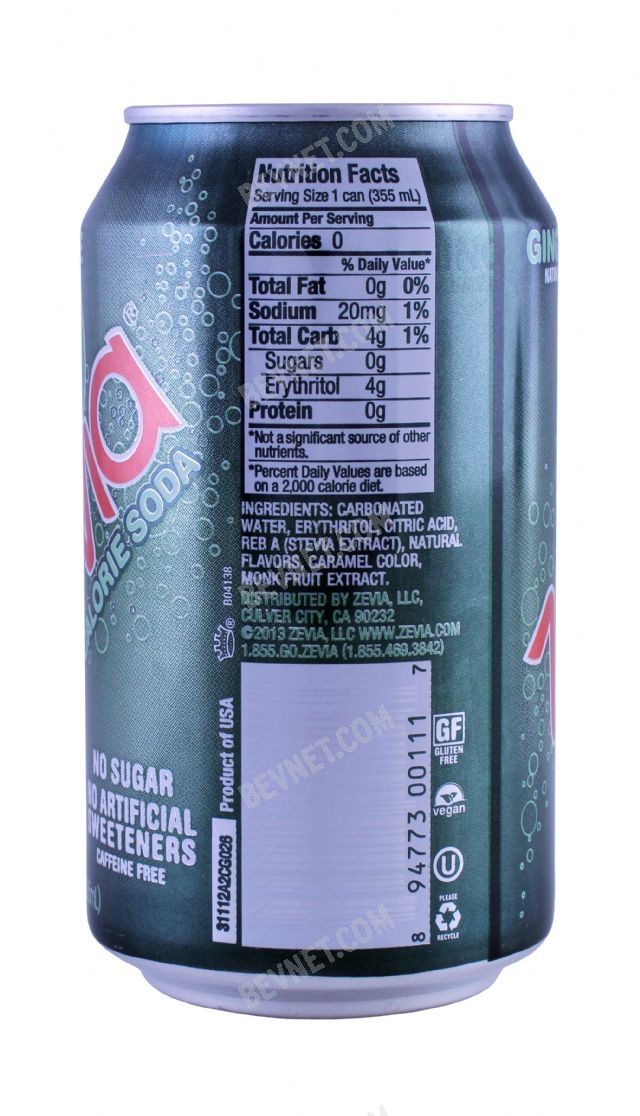 Nutrition Facts
Serving Size 1 can (355 mL)
Amount Per Serving
Calories 0
% Daily Value*
Total Fat 0g 0%
Sodium 20mg 1%
Total Carb 4g 1%
Sugars 0g
Erythritol 4g
Protein 0g
*Not a significant source of other
nutrients.
*Percent Daily Values are based
on a 2,000 calorie diet.
INGREDIENTS: CARBONATED
WATER, ERYTHRITOL, CITRIC ACID,
REB A (STEVIA EXTRACT), NATURAL
FLAVORS, CARAMEL COLOR,
MONK FRUIT EXTRACT.
DISTRIBUTED BY ZEVIA, LLC,
CULVER CITY, CA 90232
©2013 ZEVIA, LLC WWW.ZEVIA.COM
1.855.GO.ZEVIA (1.855.469.3842)
B04138
®
Product of USA
31112A2CG028
8 94773 00111 7
GF
GLUTEN
FREE
vegan
U
PLEASE
RECYCLE
®
SODA
NO SUGAR
NO ARTIFICIAL
SWEETENERS
CAFFEINE FREE
BEVNET.COM
BEVNET.COM
BEVNET.COM
BEVNET.COM
BEVNET.COM
BEVNET.COM